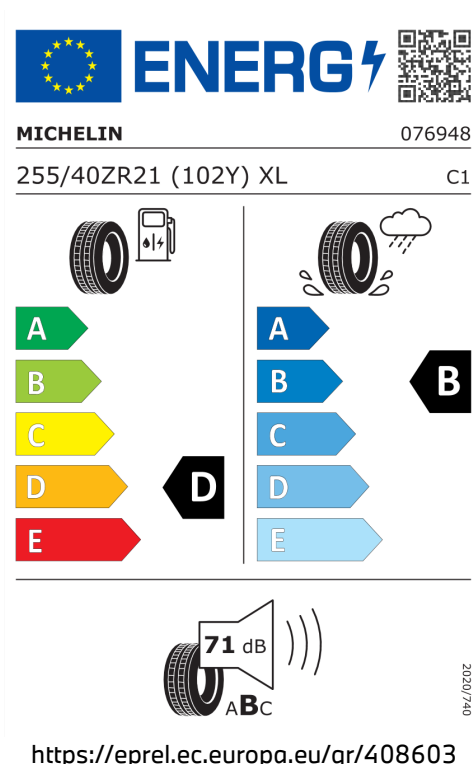 ENERG
MICHELIN 076948
255/40ZR21 (102Y) XL C1
A A
B B B
C C
D D D
E E
71 dB
ABC
2020/740
https://eprel.ec.europa.eu/qr/408603